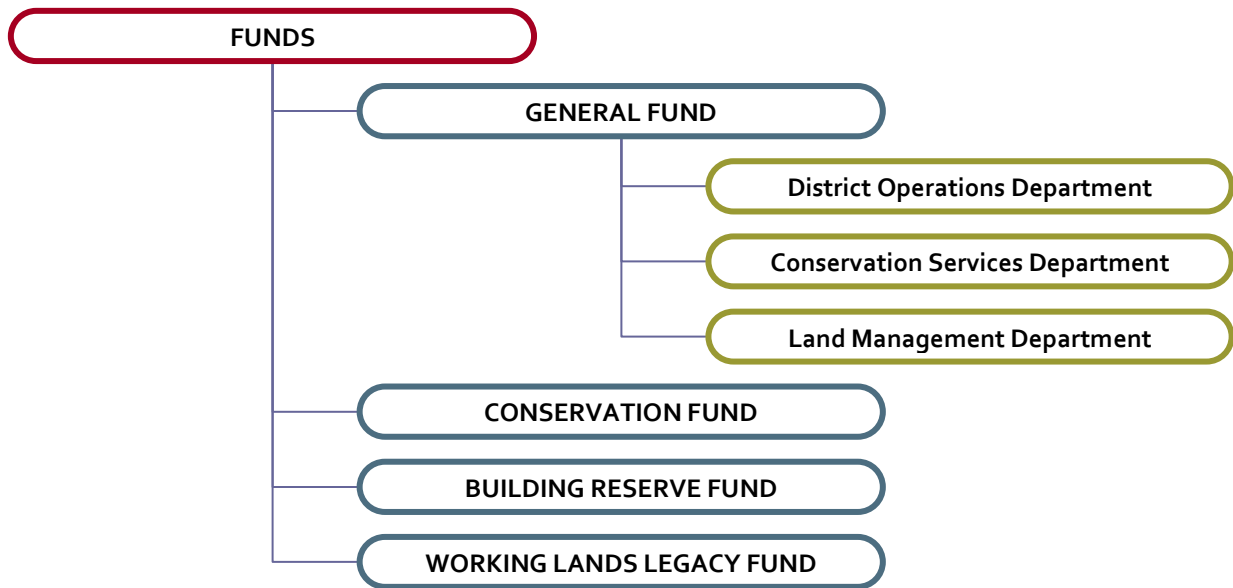 FUNDS
GENERAL FUND
District Operations Department
Conservation Services Department
Land Management Department
CONSERVATION FUND
BUILDING RESERVE FUND
WORKING LANDS LEGACY FUND